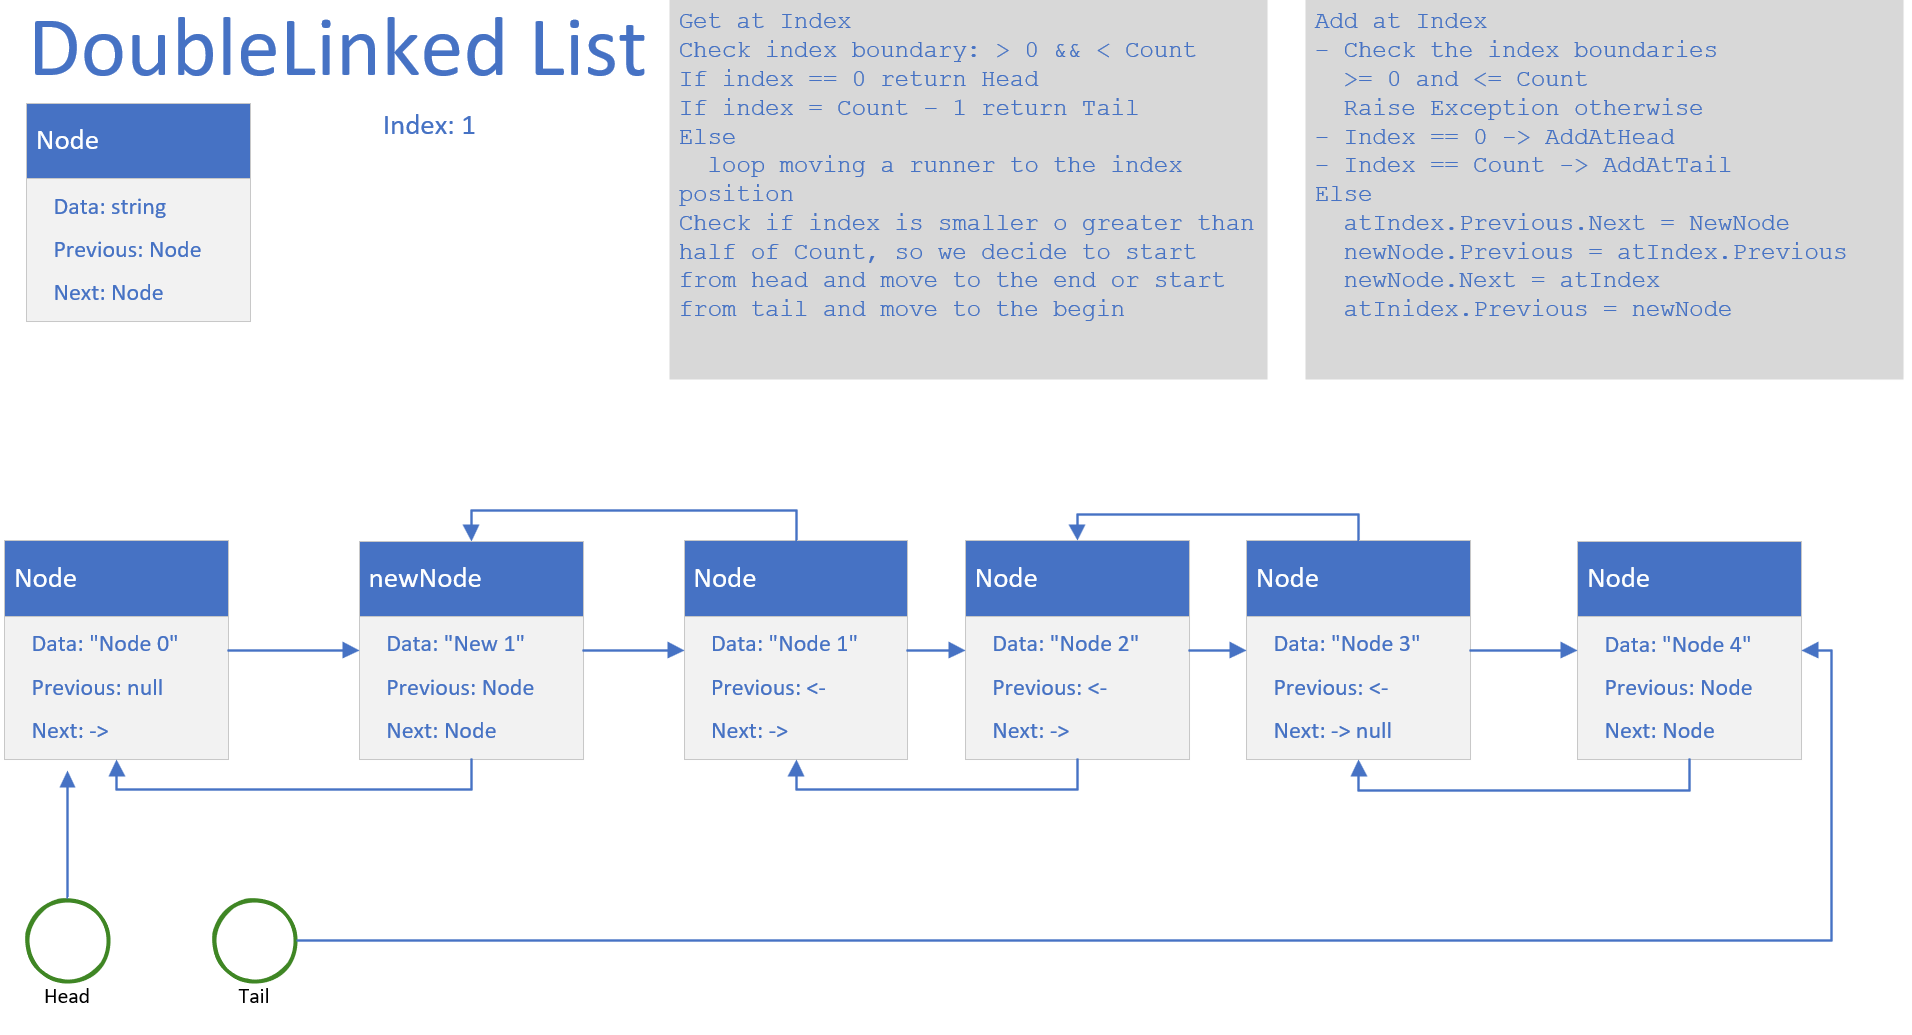 DoubleLinked List
Index: 1
Node
Data: string
Previous: Node
Next: Node
Get at Index
Check index boundary: > 0 && < Count
If index == 0 return Head
If index = Count - 1 return Tail
Else
loop moving a runner to the index
position
Check if index is smaller o greater than
half of Count, so we decide to start
from head and move to the end or start
from tail and move to the begin
Add at Index
- Check the index boundaries
>= 0 and <= Count
Raise Exception otherwise
- Index == 0 -> AddAtHead
- Index == Count -> AddAtTail
Else
atIndex.Previous.Next = NewNode
newNode.Previous = atIndex.Previous
newNode.Next = atIndex
atInidex.Previous = newNode
Node
Data: "Node 0"
Previous: null
Next: ->
newNode
Data: "New 1"
Previous: Node
Next: Node
Node
Data: "Node 1"
Previous: <-
Next: ->
Node
Data: "Node 2"
Previous: <-
Next: ->
Node
Data: "Node 3"
Previous: <-
Next: -> null
Node
Data: "Node 4"
Previous: Node
Next: Node
Head
Tail